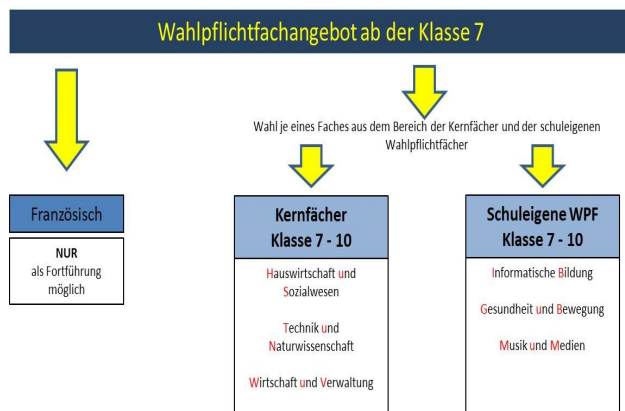 Wahlpflichtfachangebot ab der Klasse 7
Wahl je eines Faches aus dem Bereich der Kernfächer und der schuleigenen
Wahlpflichtfächer
Französisch
NUR
als Fortführung
möglich
Kernfächer
Klasse 7 - 10
Hauswirtschaft und
Sozialwesen
Technik und
Naturwissenschaft
Wirtschaft und Verwaltung
Schuleigene WPF
Klasse 7 - 10
Informatische Bildung
Gesundheit und Bewegung
Musik und Medien